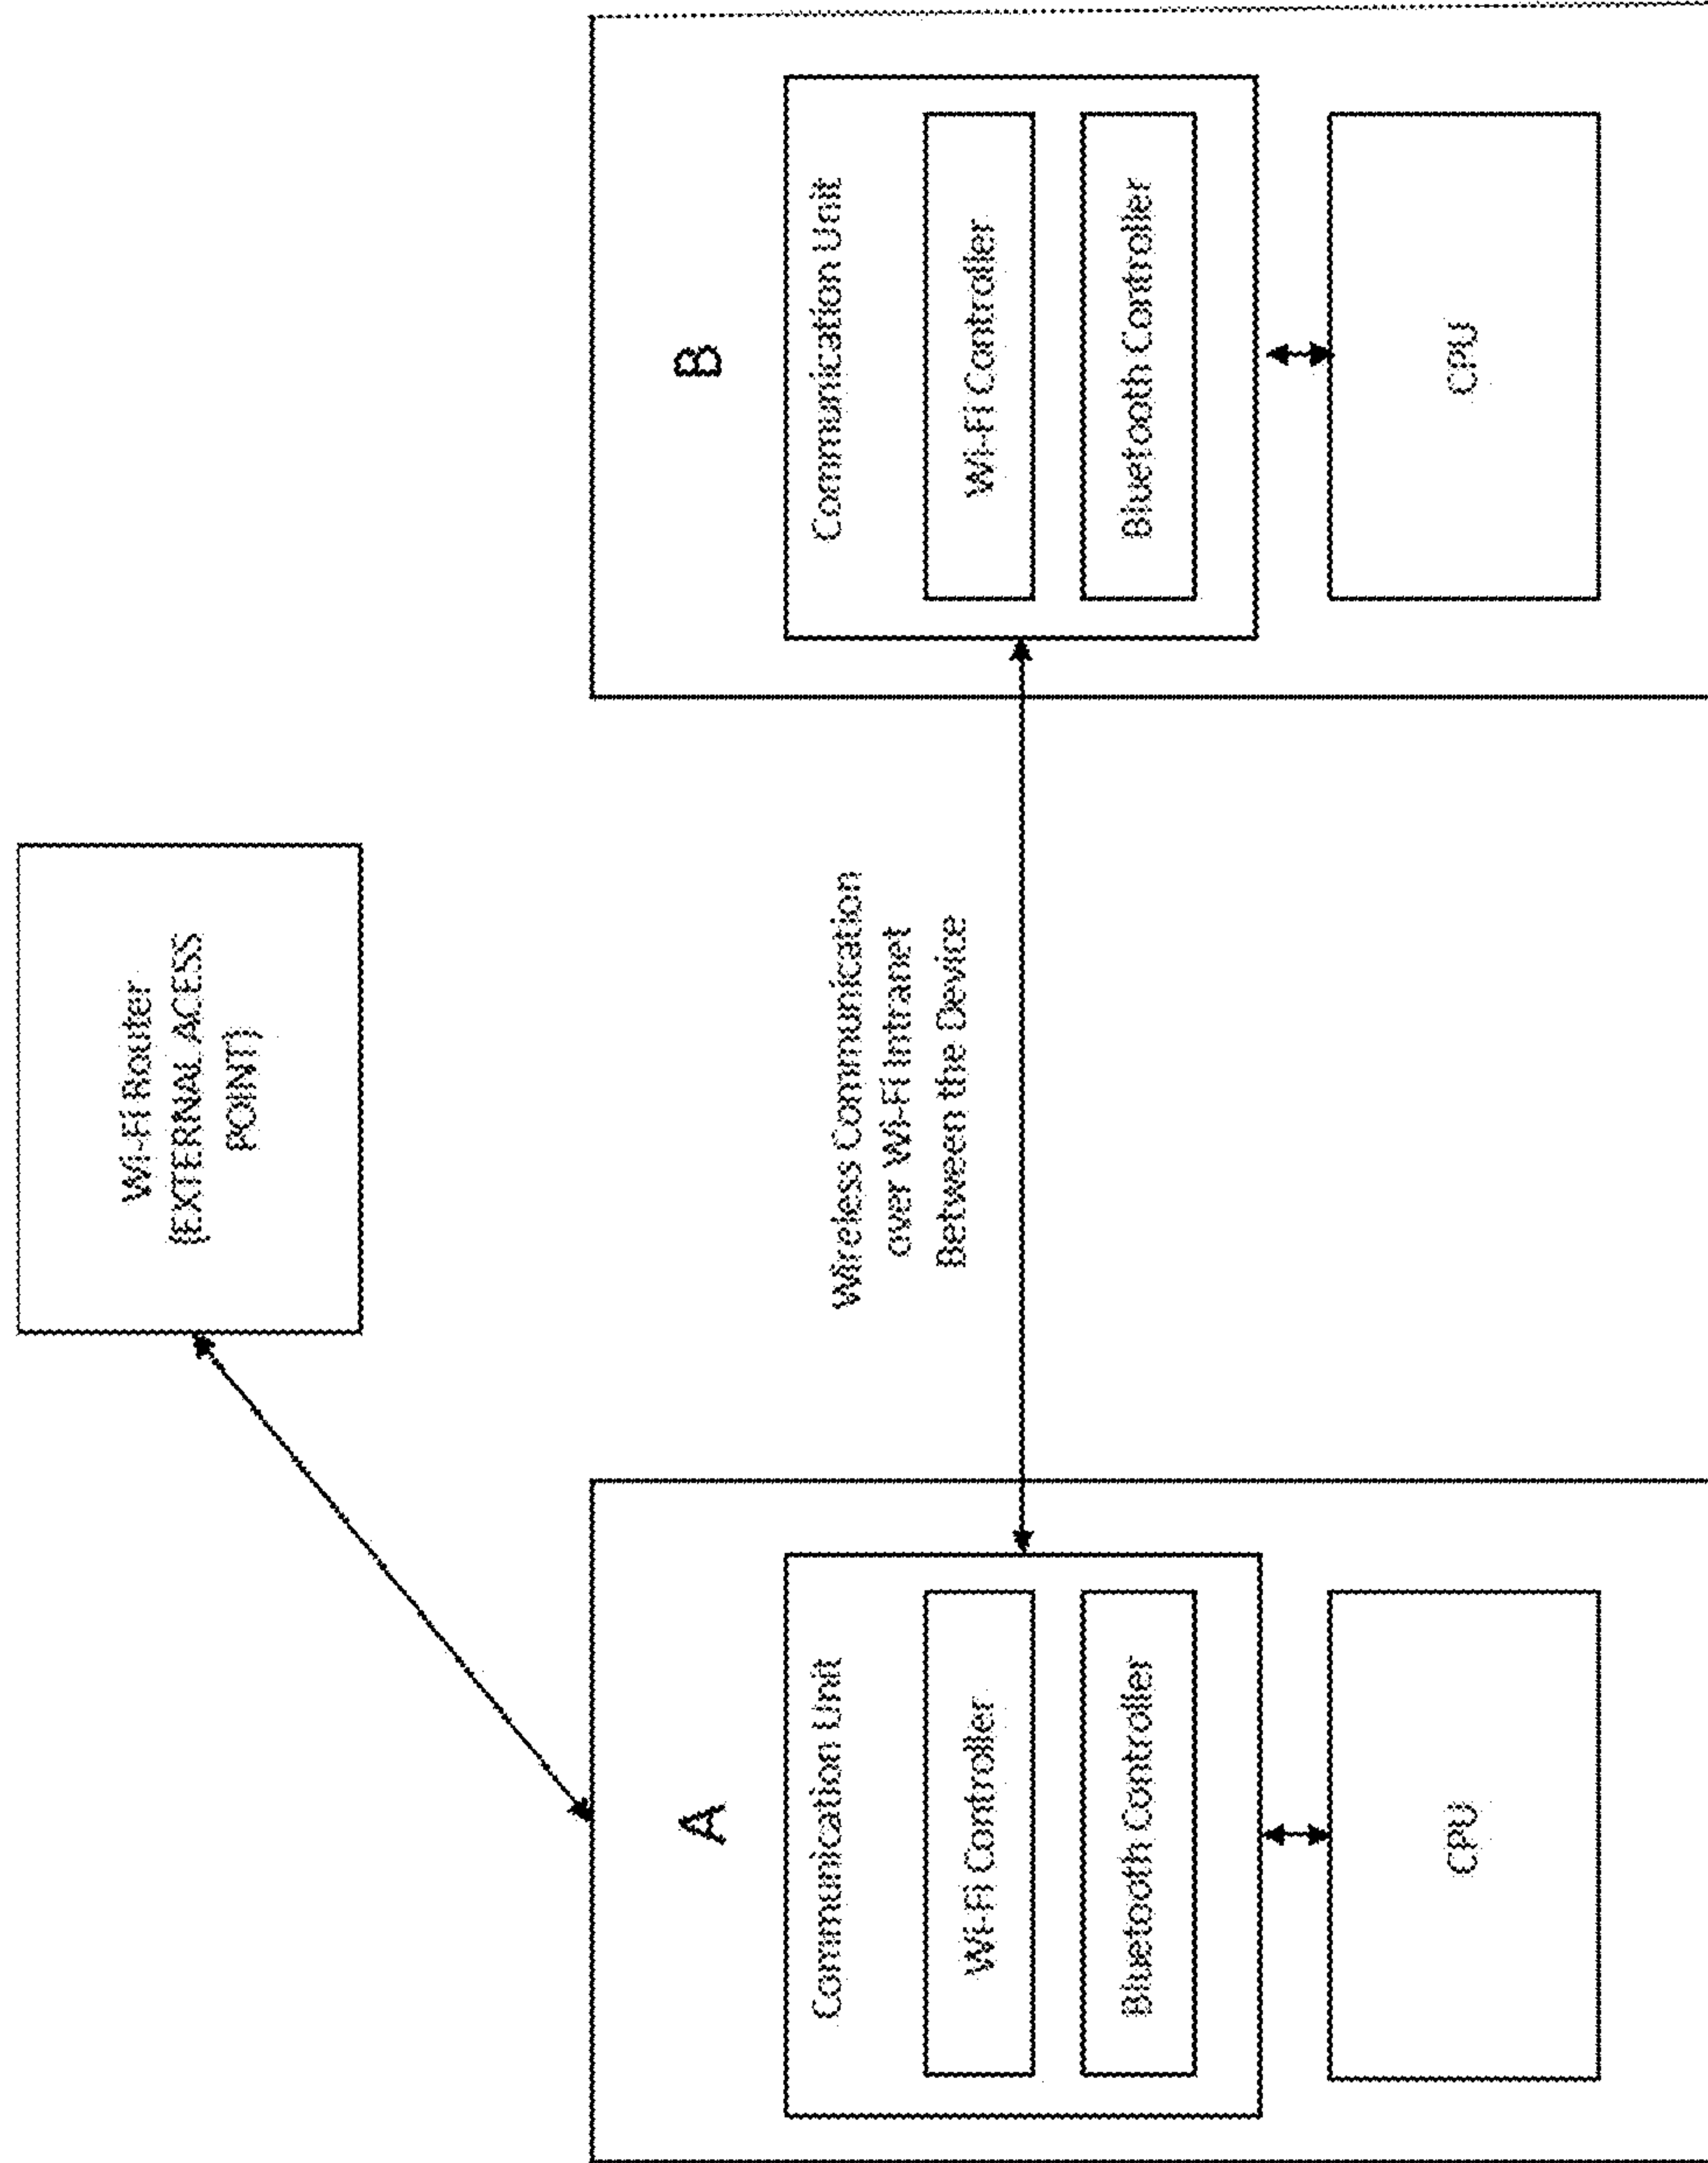 Wi-Fi Router
(EXTERNAL ACESS
POINT)
A
Communication Unit
Wi-Fi Controller
Bluetooth Controller
CPU
Wireless Communication
over Wi-Fi Intranet
Between the Device
B
Communication Unit
Wi-Fi Controller
Bluetooth Controller
CPU